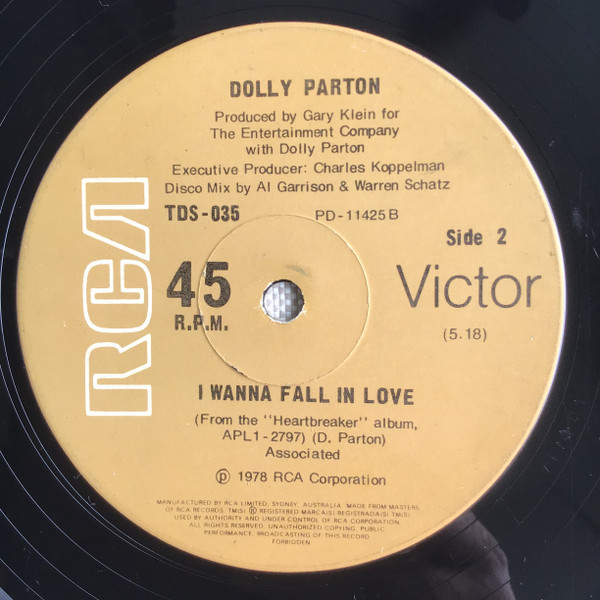 DOLLY PARTON
Produced by Gary Klein for
The Entertainment Company
with Dolly Parton
Executive Producer: Charles Koppelman
Disco Mix by Al Garrison & Warren Schatz
TDS-035 PD-11425B
Side 2
RCA
45
R.P.M.
Victor
(5.18)
I WANNA FALL IN LOVE
(From the "Heartbreaker" album,
APL1-2797) (D. Parton)
Associated
℗ 1978 RCA Corporation
MANUFACTURED BY RCA LIMITED, SYDNEY, AUSTRALIA. MADE FROM MASTERS
OF RCA RECORDS. TM(S) ® REGISTERED MARCA(S) REGISTRADA(S) TM(S)
USED BY AUTHORITY AND UNDER CONTROL OF RCA CORPORATION.
ALL RIGHTS RESERVED. UNAUTHORIZED COPYING, PUBLIC
PERFORMANCE, BROADCASTING OF THIS RECORD
FORBIDDEN.